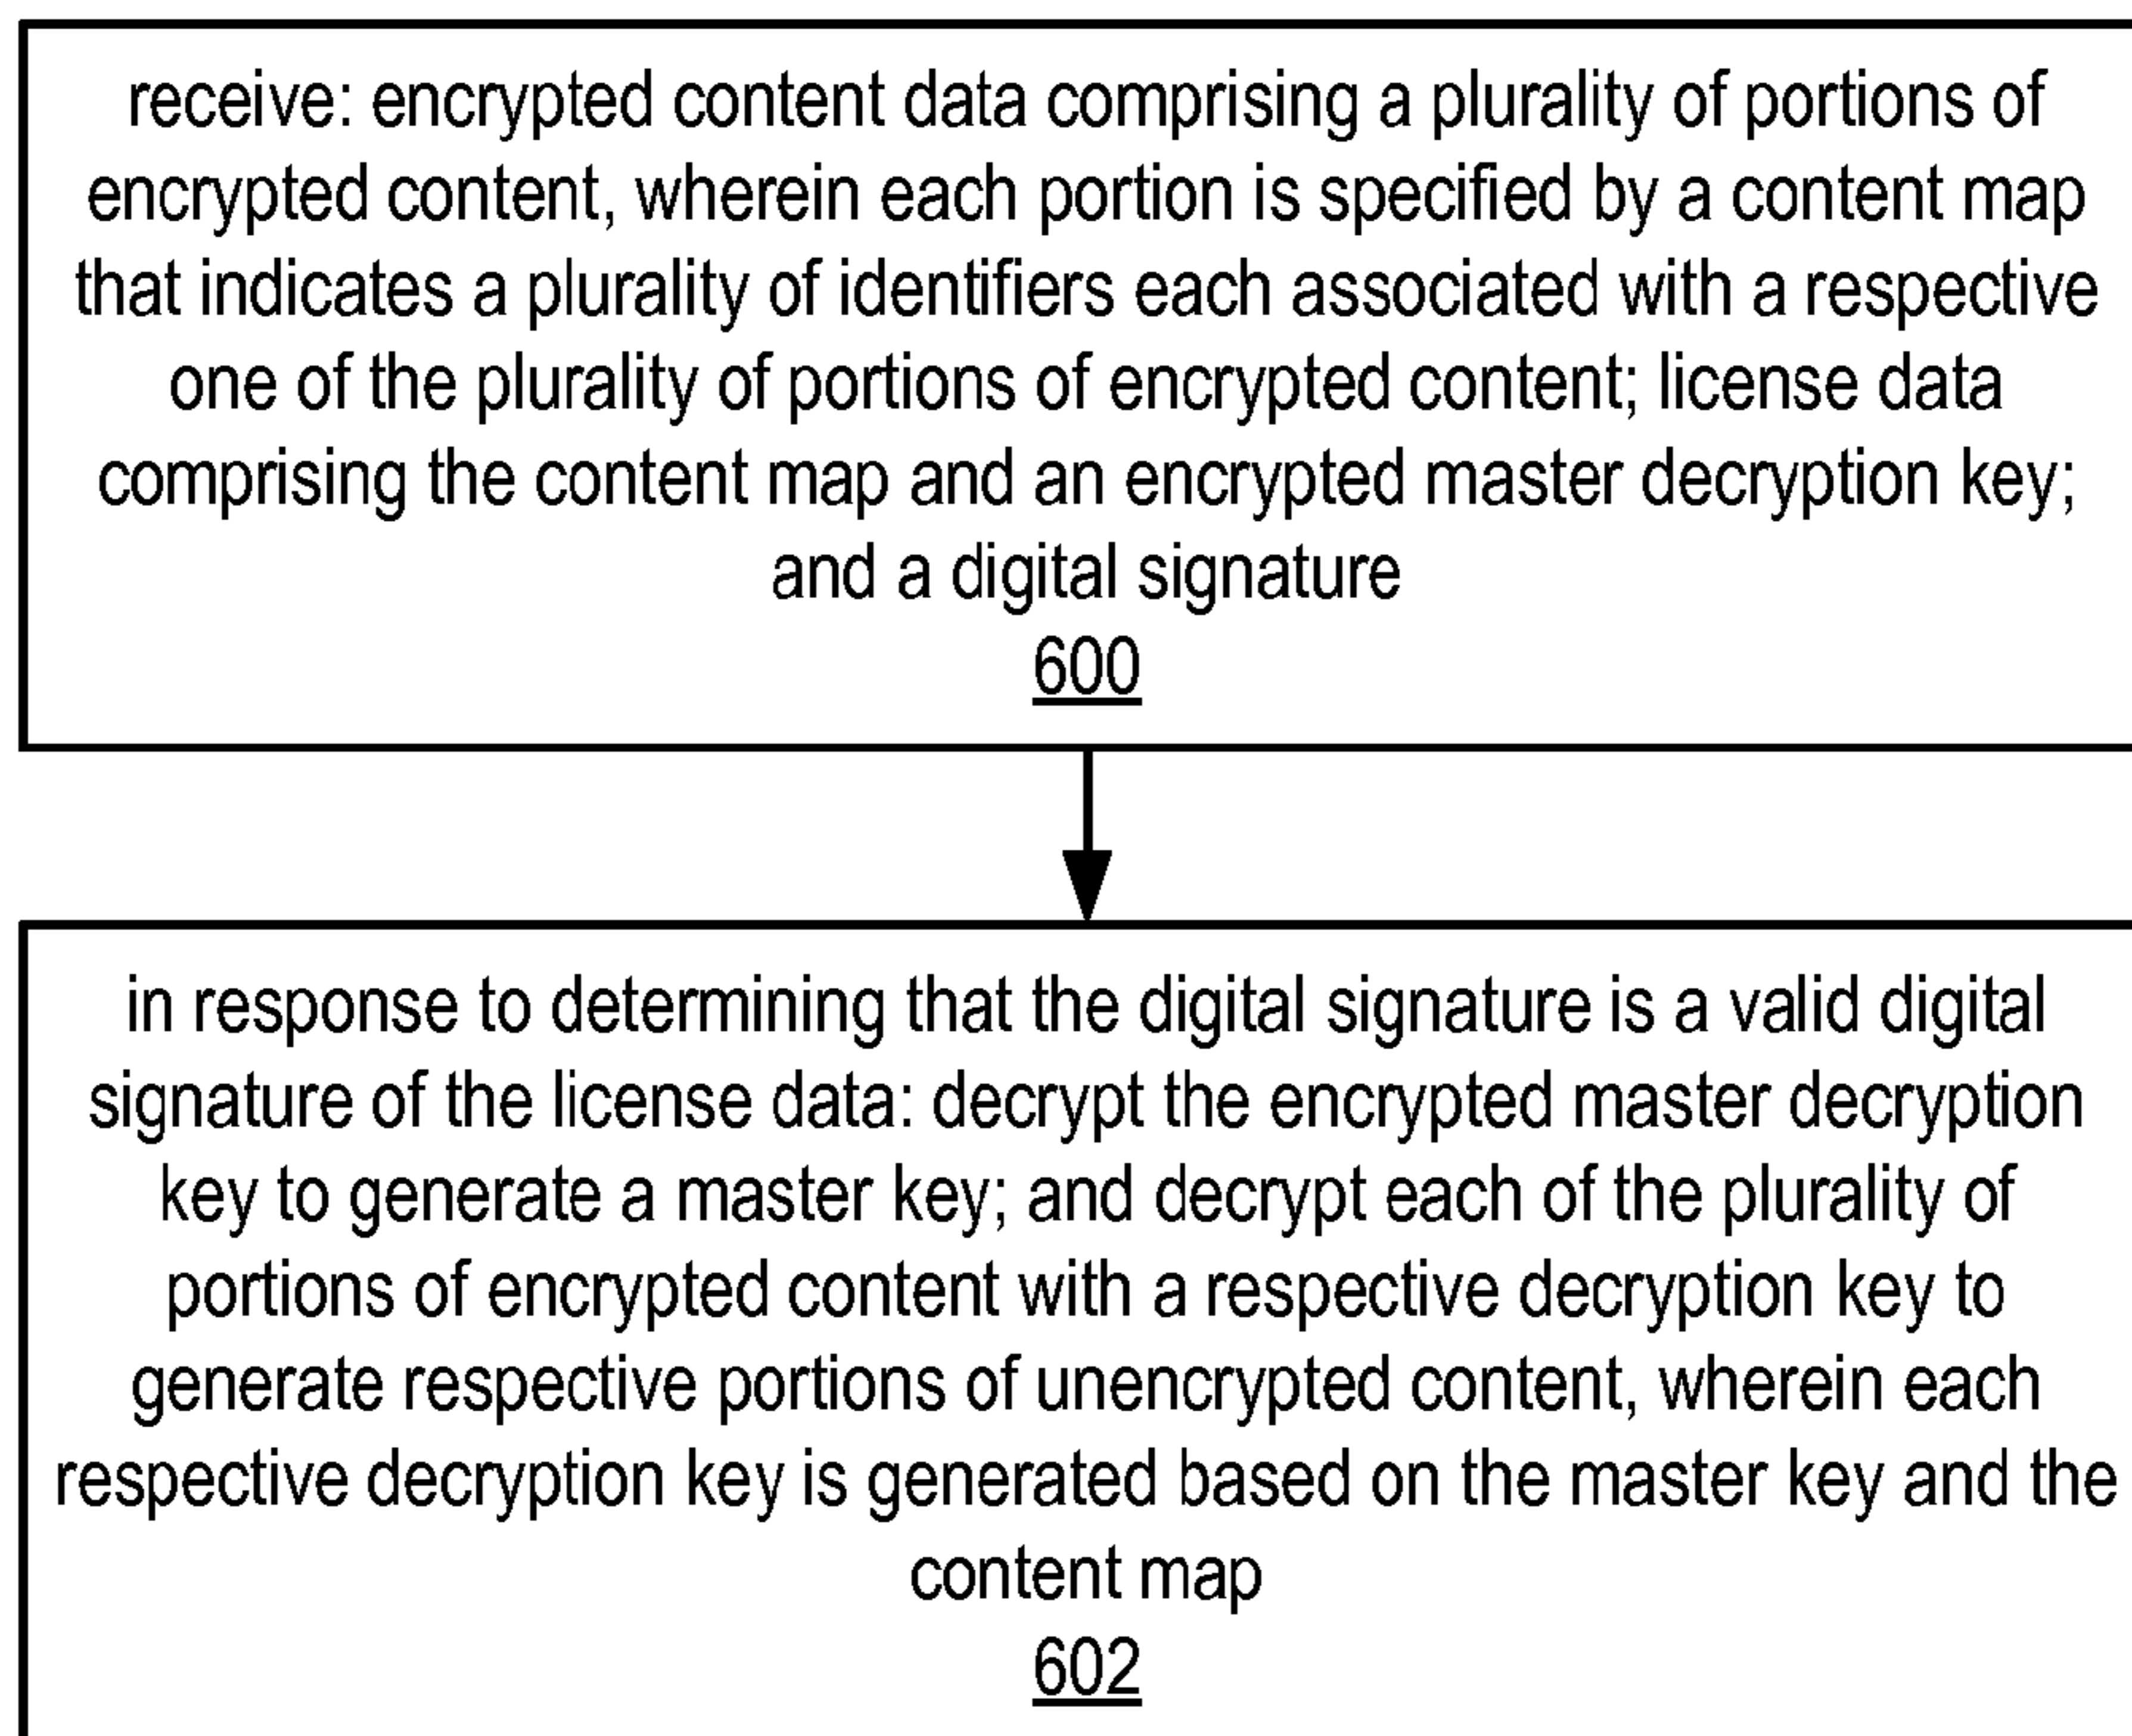 receive: encrypted content data comprising a plurality of portions of
encrypted content, wherein each portion is specified by a content map
that indicates a plurality of identifiers each associated with a respective
one of the plurality of portions of encrypted content; license data
comprising the content map and an encrypted master decryption key;
and a digital signature
600
in response to determining that the digital signature is a valid digital
signature of the license data: decrypt the encrypted master decryption
key to generate a master key; and decrypt each of the plurality of
portions of encrypted content with a respective decryption key to
generate respective portions of unencrypted content, wherein each
respective decryption key is generated based on the master key and the
content map
602